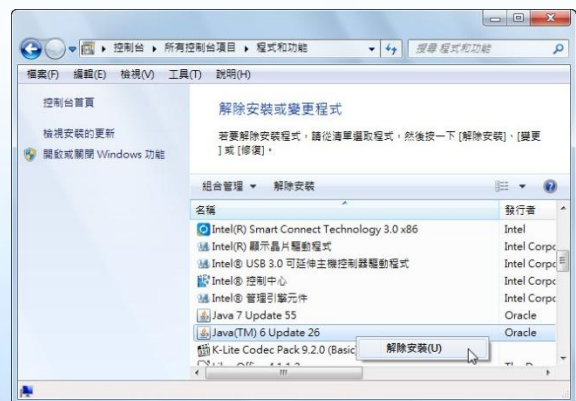 控制台 ▸ 所有控制台項目 ▸ 程式和功能
搜尋 程式和功能
檔案(F) 編輯(E) 檢視(V) 工具(T) 說明(H)
控制台首頁
檢視安裝的更新
開啟或關閉 Windows 功能
解除安裝或變更程式
若要解除安裝程式，請從清單選取程式，然後按一下 [解除安裝]、[變更
] 或 [修復]。
組合管理 ▼ 解除安裝
名稱 發行者
Intel(R) Smart Connect Technology 3.0 x86 Intel
Intel(R) 顯示晶片驅動程式 Intel Corpo
Intel® USB 3.0 可延伸主機控制器驅動程式 Intel Corpo
Intel® 控制中心 Intel Corpo
Intel® 管理引擎元件 Intel Corpo
Java 7 Update 55 Oracle
Java(TM) 6 Update 26 Oracle
K-Lite Codec Pack 9.2.0 (Basic)
解除安裝(U)